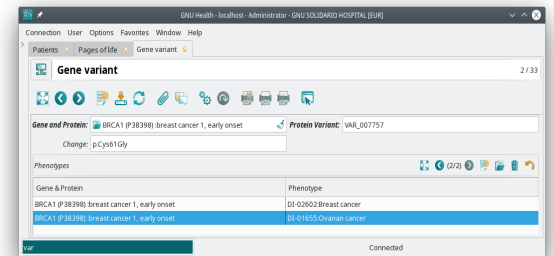 GNU Health - localhost - Administrator - GNU SOLIDARIO HOSPITAL [EUR]
Connection User Options Favorites Window Help
Patients Pages of life Gene variant
Gene variant 2 / 33
Gene and Protein: BRCA1 (P38398) :breast cancer 1, early onset Protein Variant: VAR_007757
Change: p.Cys61Gly
Phenotypes (2/2)
Gene & Protein Phenotype
BRCA1 (P38398) :breast cancer 1, early onset DI-02602:Breast cancer
BRCA1 (P38398) :breast cancer 1, early onset DI-01655:Ovarian cancer
var Connected